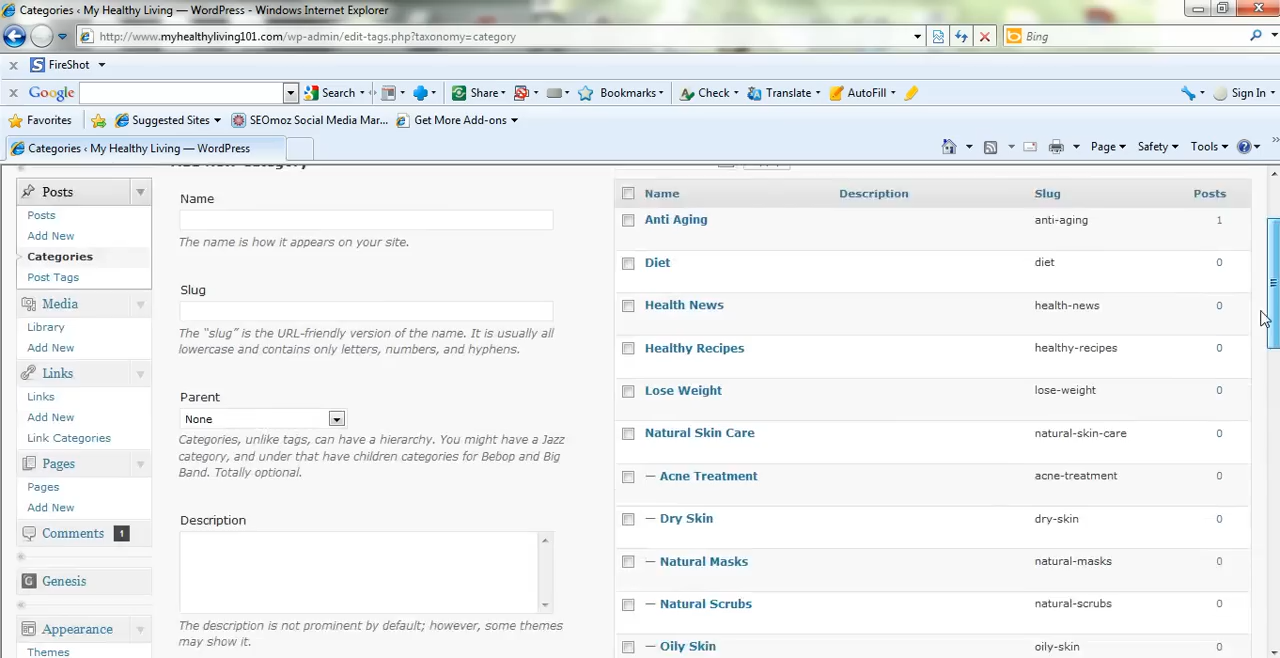 Categories ‹ My Healthy Living — WordPress - Windows Internet Explorer
http://www.myhealthyliving101.com/wp-admin/edit-tags.php?taxonomy=category
Bing
FireShot
Google
Search
Share
Bookmarks
Check
Translate
AutoFill
Sign In
Favorites
Suggested Sites
SEOmoz Social Media Mar...
Get More Add-ons
Categories ‹ My Healthy Living — WordPress
Page
Safety
Tools
Posts
Posts
Add New
Categories
Post Tags
Media
Library
Add New
Links
Links
Add New
Link Categories
Pages
Pages
Add New
Comments 1
Genesis
Appearance
Themes
Name
The name is how it appears on your site.
Slug
The “slug” is the URL-friendly version of the name. It is usually all
lowercase and contains only letters, numbers, and hyphens.
Parent
None
Categories, unlike tags, can have a hierarchy. You might have a Jazz
category, and under that have children categories for Bebop and Big
Band. Totally optional.
Description
The description is not prominent by default; however, some themes
may show it.
Name Description Slug Posts
Anti Aging anti-aging 1
Diet diet 0
Health News health-news 0
Healthy Recipes healthy-recipes 0
Lose Weight lose-weight 0
Natural Skin Care natural-skin-care 0
— Acne Treatment acne-treatment 0
— Dry Skin dry-skin 0
— Natural Masks natural-masks 0
— Natural Scrubs natural-scrubs 0
— Oily Skin oily-skin 0